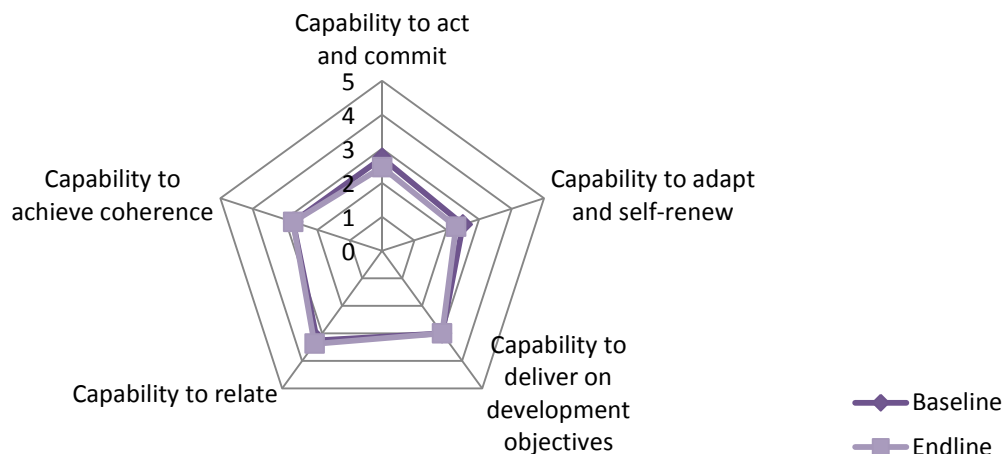 Capability to act
and commit
5
4
3
2
1
0
Capability to adapt
and self-renew
Capability to
deliver on
development
objectives
Capability to relate
Capability to
achieve coherence
Baseline
Endline